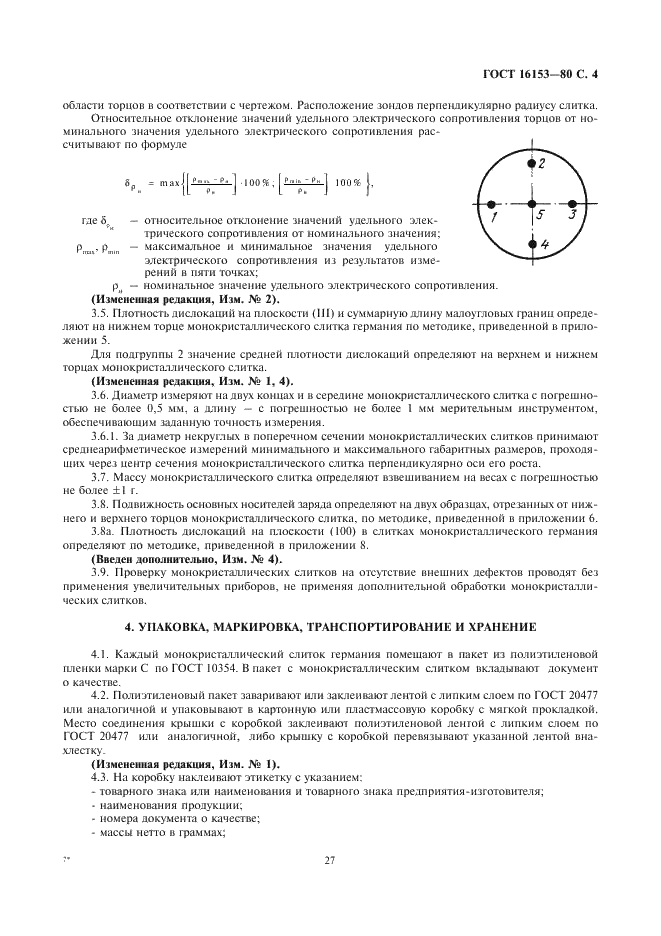 ГОСТ 16153—80 С. 4
области торцов в соответствии с чертежом. Расположение зондов перпендикулярно радиусу слитка.
Относительное отклонение значений удельного электрического сопротивления торцов от но-
минального значения удельного электрического сопротивления рас-
считывают по формуле
δρн = max{[ρmax − ρн / ρн] ·100 %; [ρmin − ρн / ρн] 100 %},
где δρн — относительное отклонение значений удельного элек-
трического сопротивления от номинального значения;
ρmax, ρmin — максимальное и минимальное значения удельного
электрического сопротивления из результатов изме-
рений в пяти точках;
ρн — номинальное значение удельного электрического сопротивления.
2
1 5 3
4
(Измененная редакция, Изм. № 2).
3.5. Плотность дислокаций на плоскости (III) и суммарную длину малоугловых границ опреде-
ляют на нижнем торце монокристаллического слитка германия по методике, приведенной в прило-
жении 5.
Для подгруппы 2 значение средней плотности дислокаций определяют на верхнем и нижнем
торцах монокристаллического слитка.
(Измененная редакция, Изм. № 1, 4).
3.6. Диаметр измеряют на двух концах и в середине монокристаллического слитка с погрешно-
стью не более 0,5 мм, а длину — с погрешностью не более 1 мм мерительным инструментом,
обеспечивающим заданную точность измерения.
3.6.1. За диаметр некруглых в поперечном сечении монокристаллических слитков принимают
среднеарифметическое измерений минимального и максимального габаритных размеров, проходя-
щих через центр сечения монокристаллического слитка перпендикулярно оси его роста.
3.7. Массу монокристаллического слитка определяют взвешиванием на весах с погрешностью
не более ±1 г.
3.8. Подвижность основных носителей заряда определяют на двух образцах, отрезанных от ниж-
него и верхнего торцов монокристаллического слитка, по методике, приведенной в приложении 6.
3.8а. Плотность дислокаций на плоскости (100) в слитках монокристаллического германия
определяют по методике, приведенной в приложении 8.
(Введен дополнительно, Изм. № 4).
3.9. Проверку монокристаллических слитков на отсутствие внешних дефектов проводят без
применения увеличительных приборов, не применяя дополнительной обработки монокристалли-
ческих слитков.
4. УПАКОВКА, МАРКИРОВКА, ТРАНСПОРТИРОВАНИЕ И ХРАНЕНИЕ
4.1. Каждый монокристаллический слиток германия помещают в пакет из полиэтиленовой
пленки марки С по ГОСТ 10354. В пакет с монокристаллическим слитком вкладывают документ
о качестве.
4.2. Полиэтиленовый пакет заваривают или заклеивают лентой с липким слоем по ГОСТ 20477
или аналогичной и упаковывают в картонную или пластмассовую коробку с мягкой прокладкой.
Место соединения крышки с коробкой заклеивают полиэтиленовой лентой с липким слоем по
ГОСТ 20477 или аналогичной, либо крышку с коробкой перевязывают указанной лентой вна-
хлестку.
(Измененная редакция, Изм. № 1).
4.3. На коробку наклеивают этикетку с указанием:
- товарного знака или наименования и товарного знака предприятия-изготовителя;
- наименования продукции;
- номера документа о качестве;
- массы нетто в граммах;
27